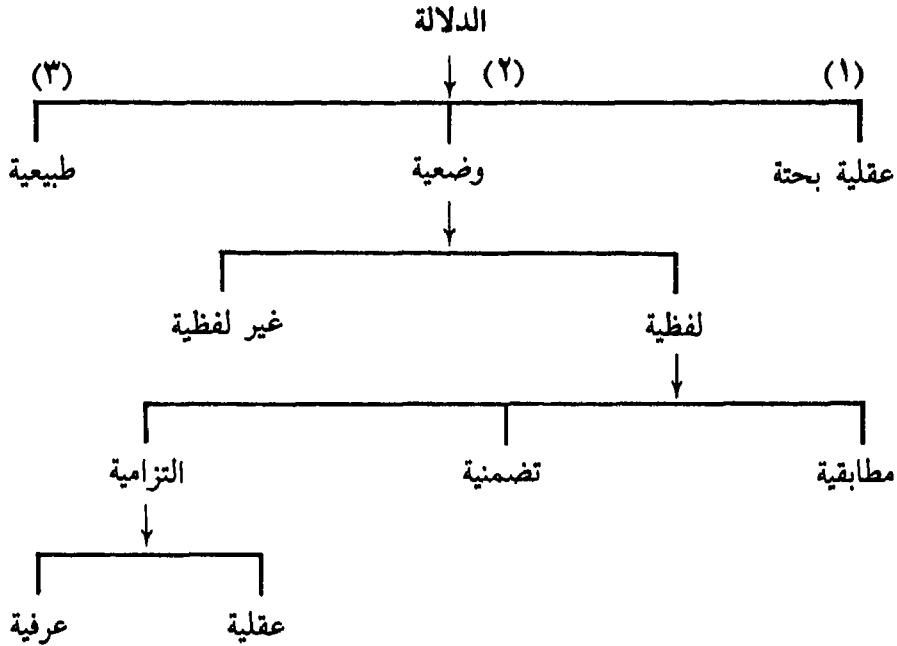 الدلالة
(١) (٢) (٣)
عقلية بحتة وضعية طبيعية
لفظية غير لفظية
مطابقية تضمنية التزامية
عقلية عرفية